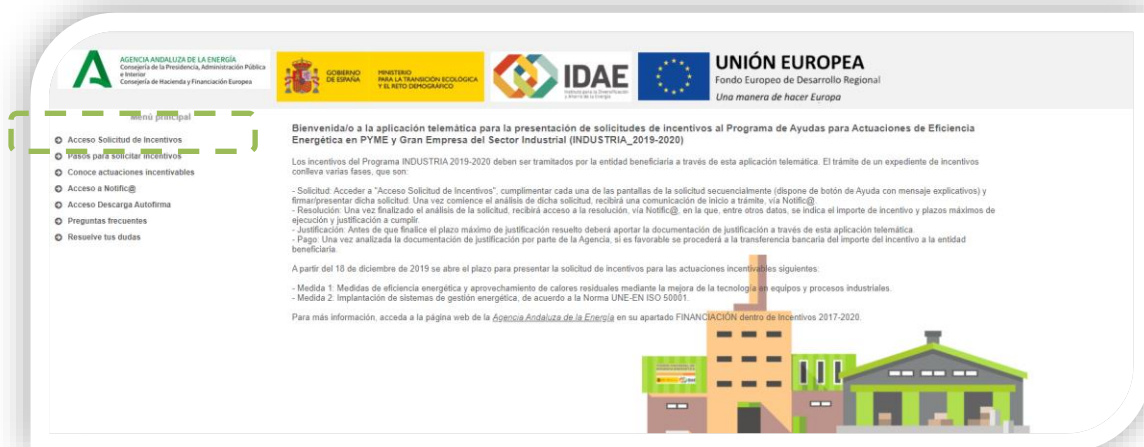 AGENCIA ANDALUZA DE LA ENERGÍA
Consejería de la Presidencia, Administración Pública
e Interior
Consejería de Hacienda y Financiación Europea
GOBIERNO
DE ESPAÑA
MINISTERIO
PARA LA TRANSICIÓN ECOLÓGICA
Y EL RETO DEMOGRÁFICO
IDAE
Instituto para la Diversificación
y Ahorro de la Energía
UNIÓN EUROPEA
Fondo Europeo de Desarrollo Regional
Una manera de hacer Europa
Menú principal
Acceso Solicitud de Incentivos
Pasos para solicitar incentivos
Conoce actuaciones incentivables
Acceso a Notific@
Acceso Descarga Autofirma
Preguntas frecuentes
Resuelve tus dudas
Bienvenida/o a la aplicación telemática para la presentación de solicitudes de incentivos al Programa de Ayudas para Actuaciones de Eficiencia
Energética en PYME y Gran Empresa del Sector Industrial (INDUSTRIA_2019-2020)
Los incentivos del Programa INDUSTRIA 2019-2020 deben ser tramitados por la entidad beneficiaria a través de esta aplicación telemática. El trámite de un expediente de incentivos
conlleva varias fases, que son:
- Solicitud: Acceder a "Acceso Solicitud de Incentivos", cumplimentar cada una de las pantallas de la solicitud secuencialmente (dispone de botón de Ayuda con mensaje explicativos) y
firmar/presentar dicha solicitud. Una vez comience el análisis de dicha solicitud, recibirá una comunicación de inicio a trámite, vía Notific@.
- Resolución: Una vez finalizado el análisis de la solicitud, recibirá acceso a la resolución, vía Notific@, en la que, entre otros datos, se indica el importe de incentivo y plazos máximos de
ejecución y justificación a cumplir.
- Justificación: Antes de que finalice el plazo máximo de justificación resuelto deberá aportar la documentación de justificación a través de esta aplicación telemática.
- Pago: Una vez analizada la documentación de justificación por parte de la Agencia, si es favorable se procederá a la transferencia bancaria del importe del incentivo a la entidad
beneficiaria.
A partir del 18 de diciembre de 2019 se abre el plazo para presentar la solicitud de incentivos para las actuaciones incentivables siguientes:
- Medida 1: Medidas de eficiencia energética y aprovechamiento de calores residuales mediante la mejora de la tecnología en equipos y procesos industriales.
- Medida 2: Implantación de sistemas de gestión energética, de acuerdo a la Norma UNE-EN ISO 50001.
Para más información, acceda a la página web de la Agencia Andaluza de la Energía en su apartado FINANCIACIÓN dentro de Incentivos 2017-2020.